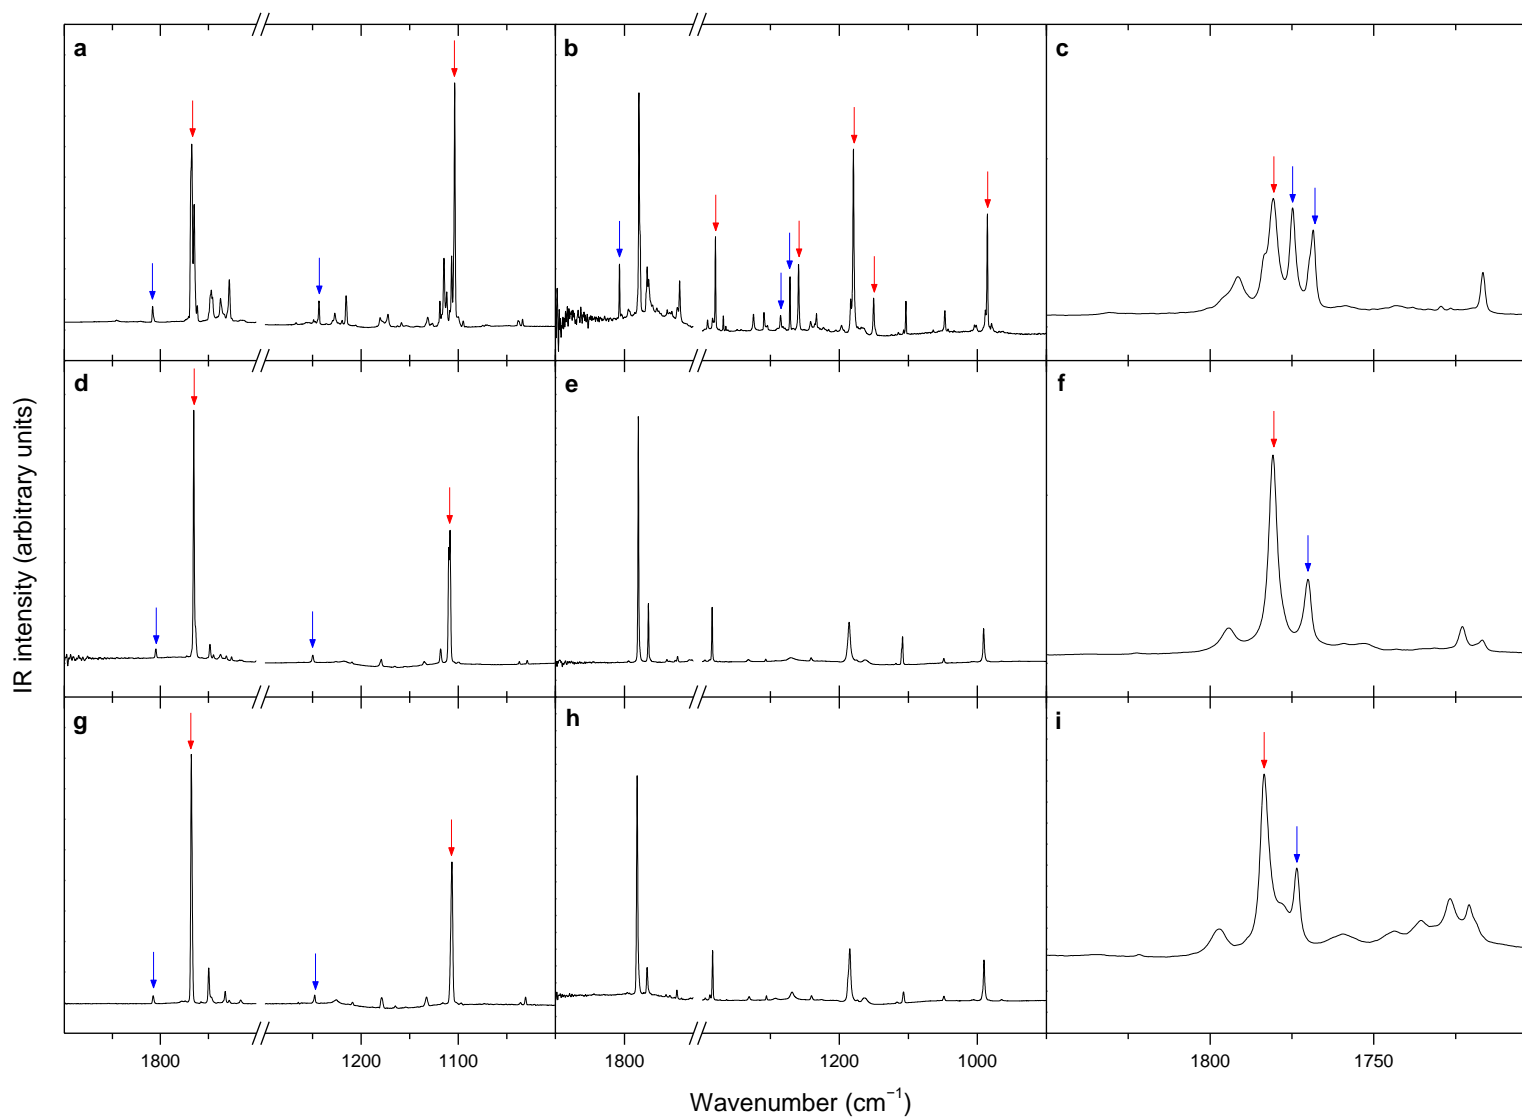 a
b
c
d
e
f
g
h
i
IR intensity (arbitrary units)
1800 1200 1100 1800 1200 1000 1800 1750
Wavenumber (cm⁻¹)